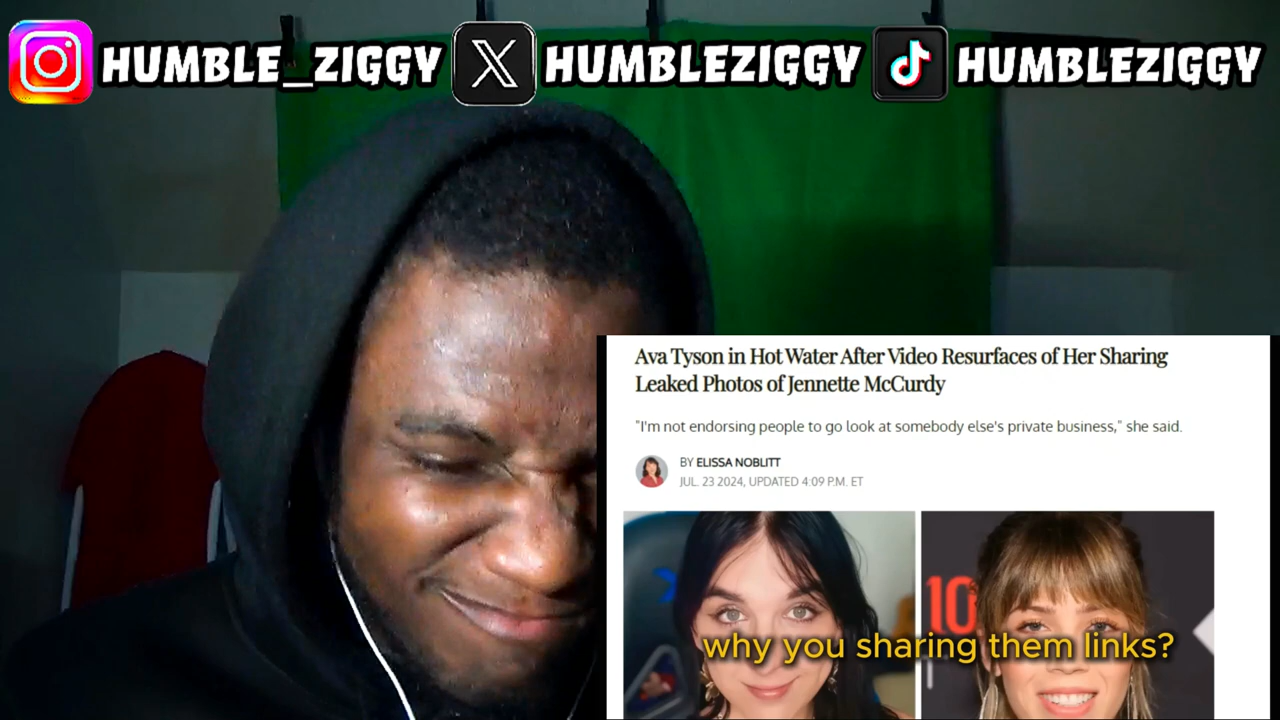 HUMBLE_ZIGGY HUMBLEZIGGY HUMBLEZIGGY
Ava Tyson in Hot Water After Video Resurfaces of Her Sharing
Leaked Photos of Jennette McCurdy
"I'm not endorsing people to go look at somebody else's private business," she said.
BY ELISSA NOBLITT
JUL. 23 2024, UPDATED 4:09 P.M. ET
10
why you sharing them links?